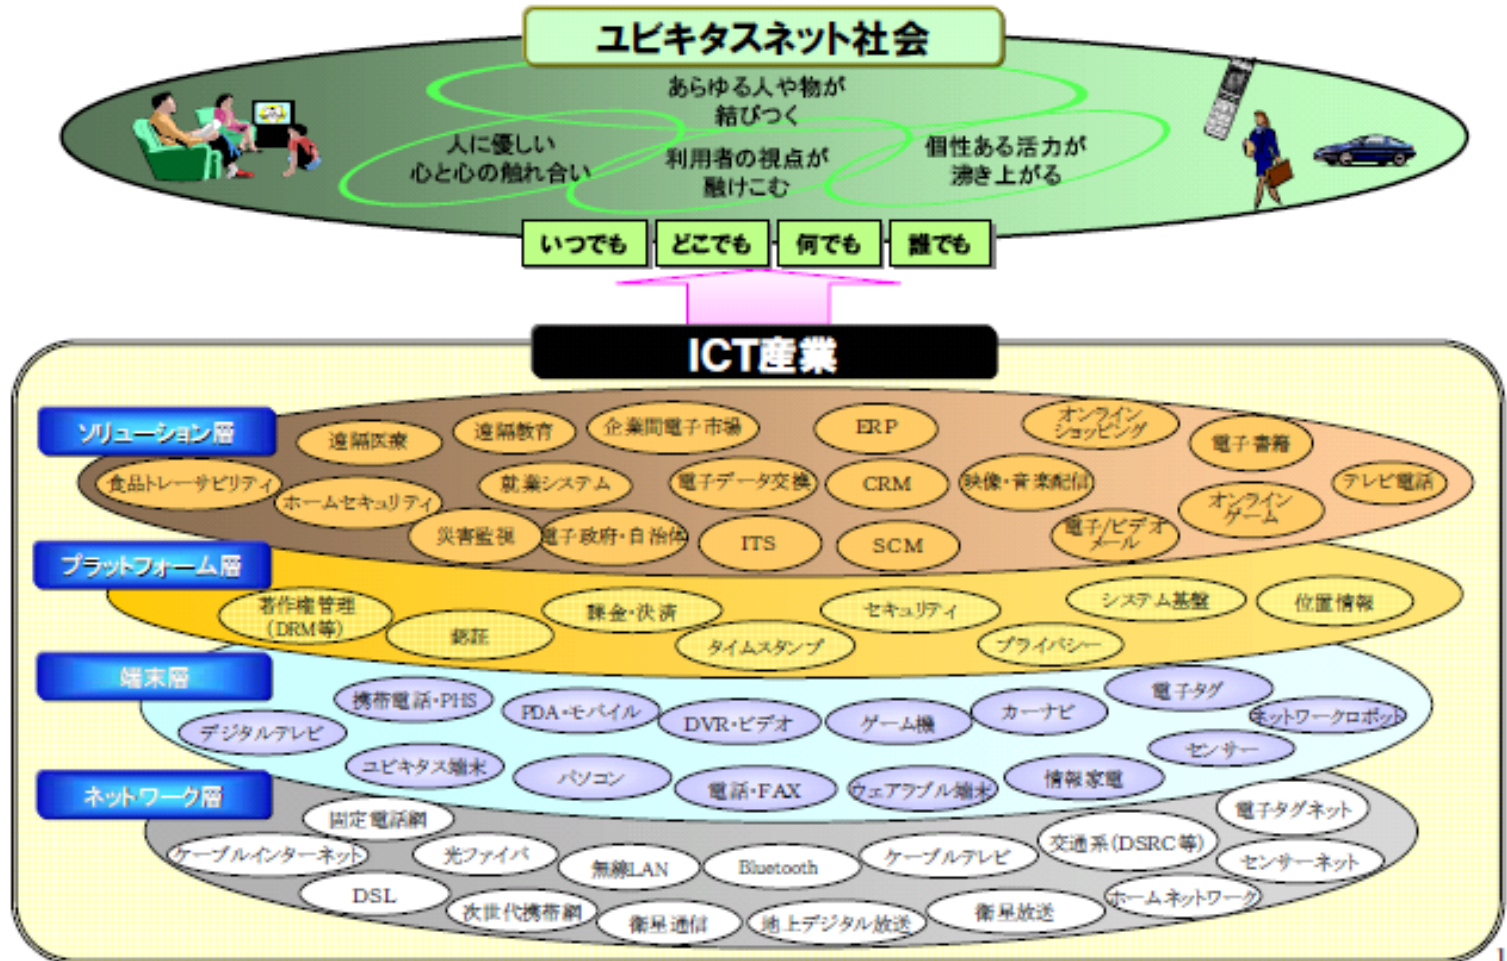 ユビキタスネット社会
あらゆる人や物が
結びつく
人に優しい
心と心の触れ合い
利用者の視点が
融けこむ
個性ある活力が
沸き上がる
いつでも
どこでも
何でも
誰でも
ICT産業
ソリューション層
遠隔医療
遠隔教育
企業間電子市場
ERP
オンライン
ショッピング
電子書籍
食品トレーサビリティ
ホームセキュリティ
就業システム
電子データ交換
CRM
映像・音楽配信
オンライン
ゲーム
テレビ電話
災害監視
電子政府・自治体
ITS
SCM
電子/ビデオ
メール
プラットフォーム層
著作権管理
(DRM等)
認証
課金・決済
タイムスタンプ
セキュリティ
プライバシー
システム基盤
位置情報
端末層
デジタルテレビ
携帯電話・PHS
PDA・モバイル
DVR・ビデオ
ゲーム機
カーナビ
電子タグ
ネットワークロボット
ユビキタス端末
パソコン
電話・FAX
ウェアラブル端末
情報家電
センサー
ネットワーク層
固定電話網
ケーブルインターネット
光ファイバ
無線LAN
Bluetooth
ケーブルテレビ
交通系(DSRC等)
電子タグネット
センサーネット
DSL
次世代携帯網
衛星通信
地上デジタル放送
衛星放送
ホームネットワーク